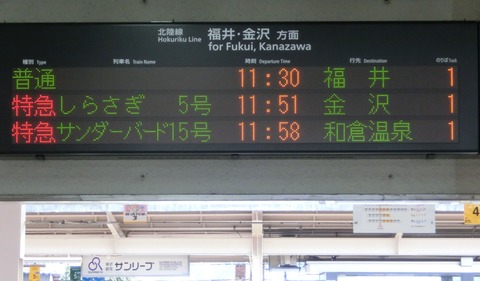 北陸線 福井・金沢 方面
Hokuriku Line for Fukui, Kanazawa
種別 Type 列車名 Train Name 時刻 Departure Time 行先 Destination のりば Track
普通 11:30 福井 1
特急 しらさぎ 5号 11:51 金沢 1
特急 サンダーバード15号 11:58 和倉温泉 1
4
サンリーブ